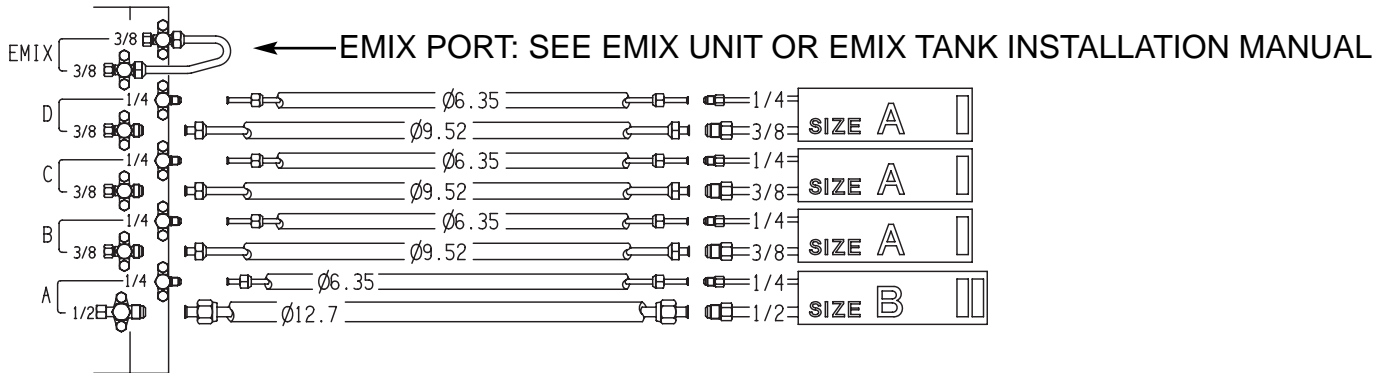 EMIX 3/8 3/8
EMIX PORT: SEE EMIX UNIT OR EMIX TANK INSTALLATION MANUAL
D 1/4 Ø6.35 1/4 SIZE A
3/8 Ø9.52 3/8
C 1/4 Ø6.35 1/4 SIZE A
3/8 Ø9.52 3/8
B 1/4 Ø6.35 1/4 SIZE A
3/8 Ø9.52 3/8
A 1/4 Ø6.35 1/4 SIZE B
1/2 Ø12.7 1/2